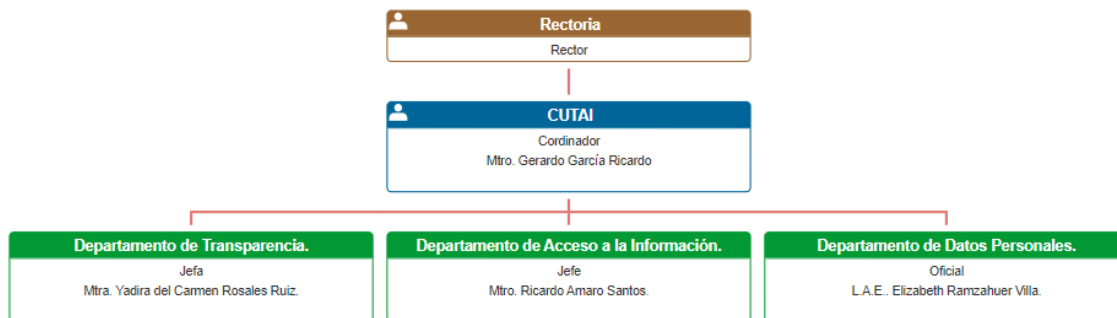 Rectoria
Rector
CUTAI
Cordinador
Mtro. Gerardo García Ricardo
Departamento de Transparencia.
Jefa
Mtra. Yadira del Carmen Rosales Ruiz.
Departamento de Acceso a la Información.
Jefe
Mtro. Ricardo Amaro Santos.
Departamento de Datos Personales.
Oficial
L.A.E.. Elizabeth Ramzahuer Villa.